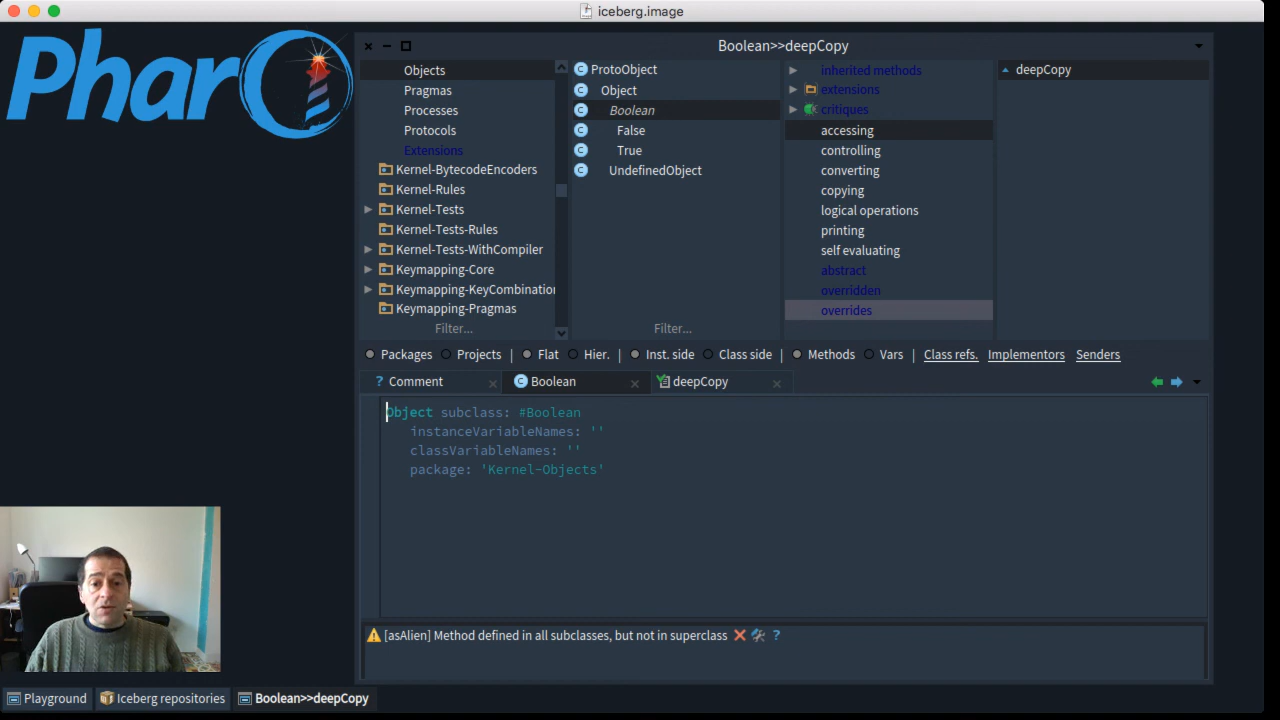 iceberg.image
Pharo
Boolean>>deepCopy
Objects
Pragmas
Processes
Protocols
Extensions
Kernel-BytecodeEncoders
Kernel-Rules
Kernel-Tests
Kernel-Tests-Rules
Kernel-Tests-WithCompiler
Keymapping-Core
Keymapping-KeyCombination
Keymapping-Pragmas
Filter...
ProtoObject
Object
Boolean
False
True
UndefinedObject
Filter...
inherited methods
extensions
critiques
accessing
controlling
converting
copying
logical operations
printing
self evaluating
abstract
overridden
overrides
deepCopy
Packages Projects | Flat Hier. | Inst. side Class side | Methods Vars | Class refs. Implementors Senders
? Comment Boolean deepCopy
Object subclass: #Boolean
instanceVariableNames: ''
classVariableNames: ''
package: 'Kernel-Objects'
[asAlien] Method defined in all subclasses, but not in superclass ?
Playground Iceberg repositories Boolean>>deepCopy